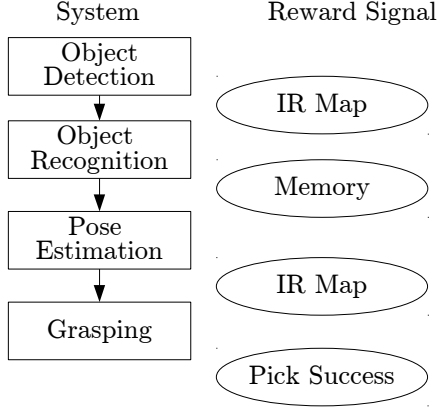 System
Reward Signal
Object
Detection
IR Map
Object
Recognition
Memory
Pose
Estimation
IR Map
Grasping
Pick Success